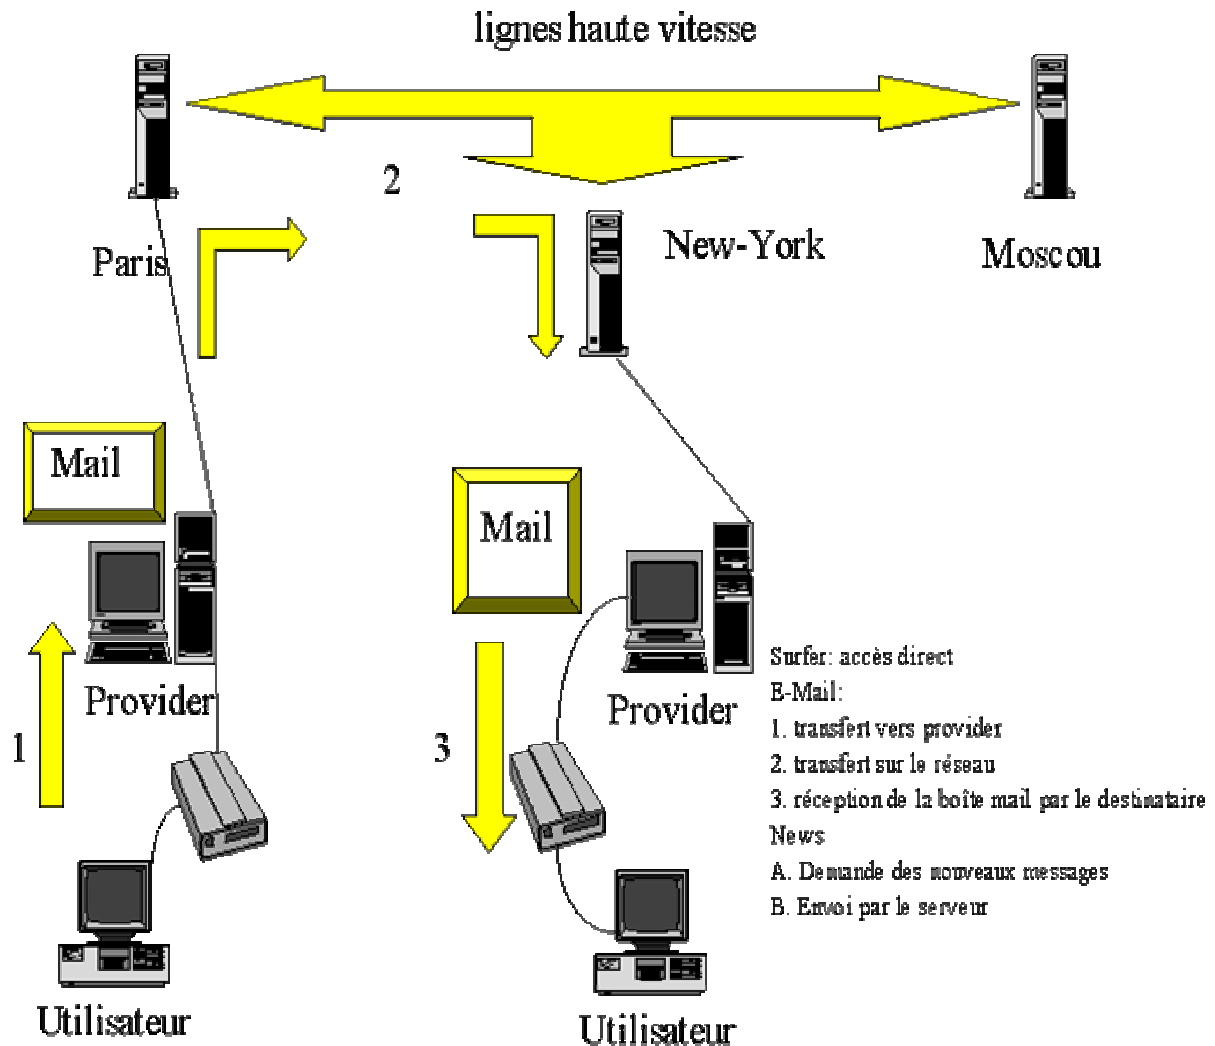 lignes haute vitesse
2
Paris
New-York
Moscou
Mail
Mail
Provider
Provider
1
3
Surfer: accès direct
E-Mail:
1. transfert vers provider
2. transfert sur le réseau
3. réception de la boîte mail par le destinataire
News
A. Demande des nouveaux messages
B. Envoi par le serveur
Utilisateur
Utilisateur